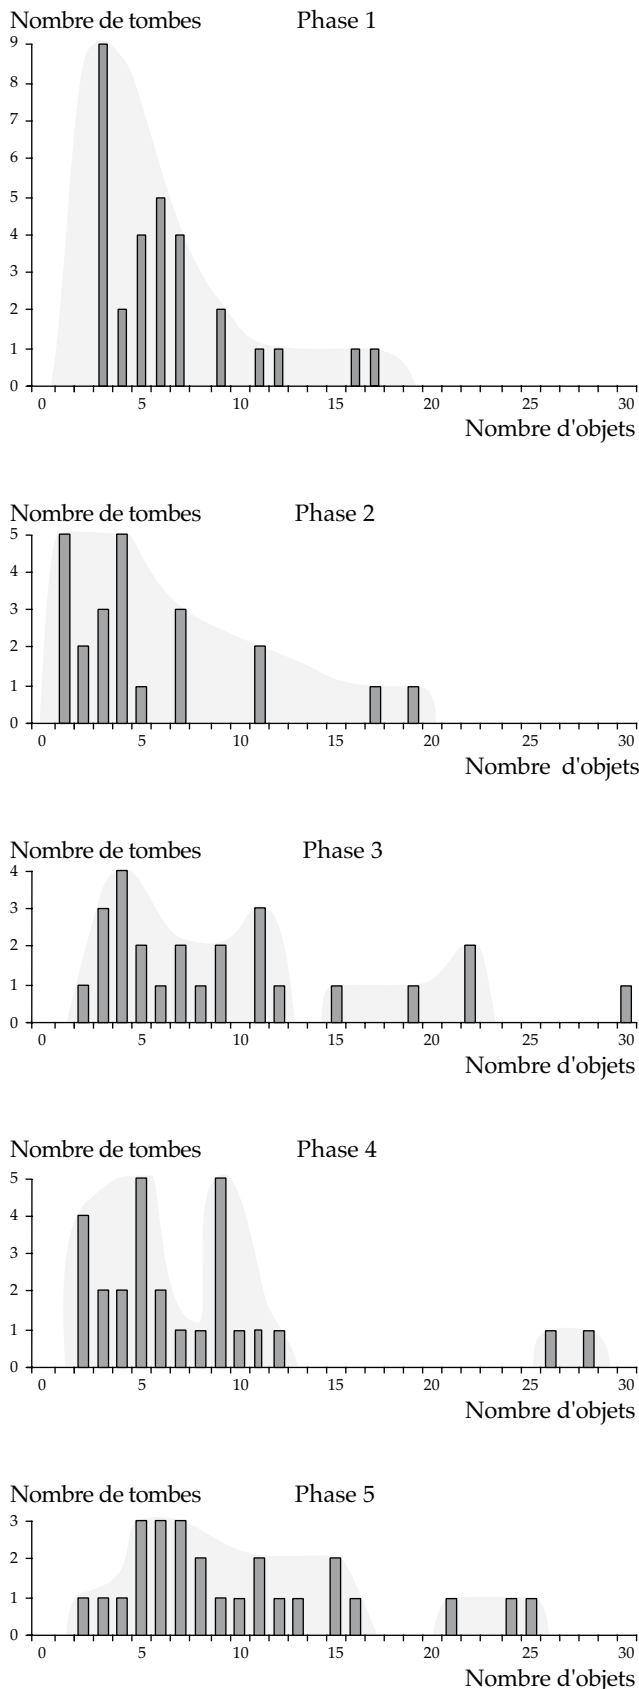 Nombre de tombes Phase 1
9
8
7
6
5
4
3
2
1
0
0 5 10 15 20 25 30
Nombre d'objets
Nombre de tombes Phase 2
5
4
3
2
1
0
0 5 10 15 20 25 30
Nombre d'objets
Nombre de tombes Phase 3
4
3
2
1
0
0 5 10 15 20 25 30
Nombre d'objets
Nombre de tombes Phase 4
5
4
3
2
1
0
0 5 10 15 20 25 30
Nombre d'objets
Nombre de tombes Phase 5
3
2
1
0
0 5 10 15 20 25 30
Nombre d'objets